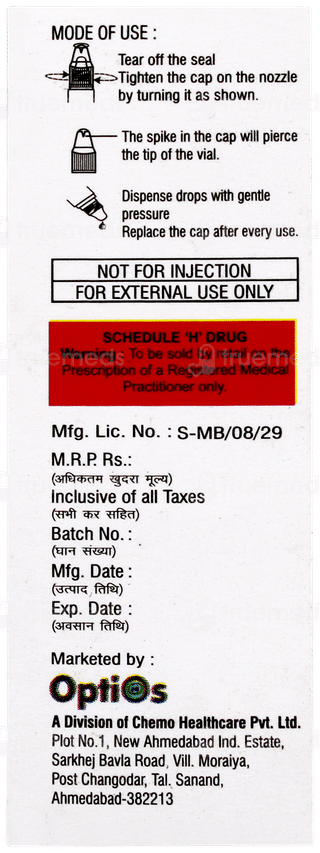 MODE OF USE :
Tear off the seal
Tighten the cap on the nozzle
by turning it as shown.
The spike in the cap will pierce
the tip of the vial.
Dispense drops with gentle
pressure
Replace the cap after every use.
NOT FOR INJECTION
FOR EXTERNAL USE ONLY
SCHEDULE 'H' DRUG
Warning : To be sold by retail on the
Prescription of a Registered Medical
Practitioner only.
Mfg. Lic. No. : S-MB/08/29
M.R.P. Rs.:
(अधिकतम खुदरा मूल्य)
Inclusive of all Taxes
(सभी कर सहित)
Batch No. :
(घान संख्या)
Mfg. Date :
(उत्पाद तिथि)
Exp. Date :
(अवसान तिथि)
Marketed by :
OptiOs
A Division of Chemo Healthcare Pvt. Ltd.
Plot No.1, New Ahmedabad Ind. Estate,
Sarkhej Bavla Road, Vill. Moraiya,
Post Changodar, Tal. Sanand,
Ahmedabad-382213